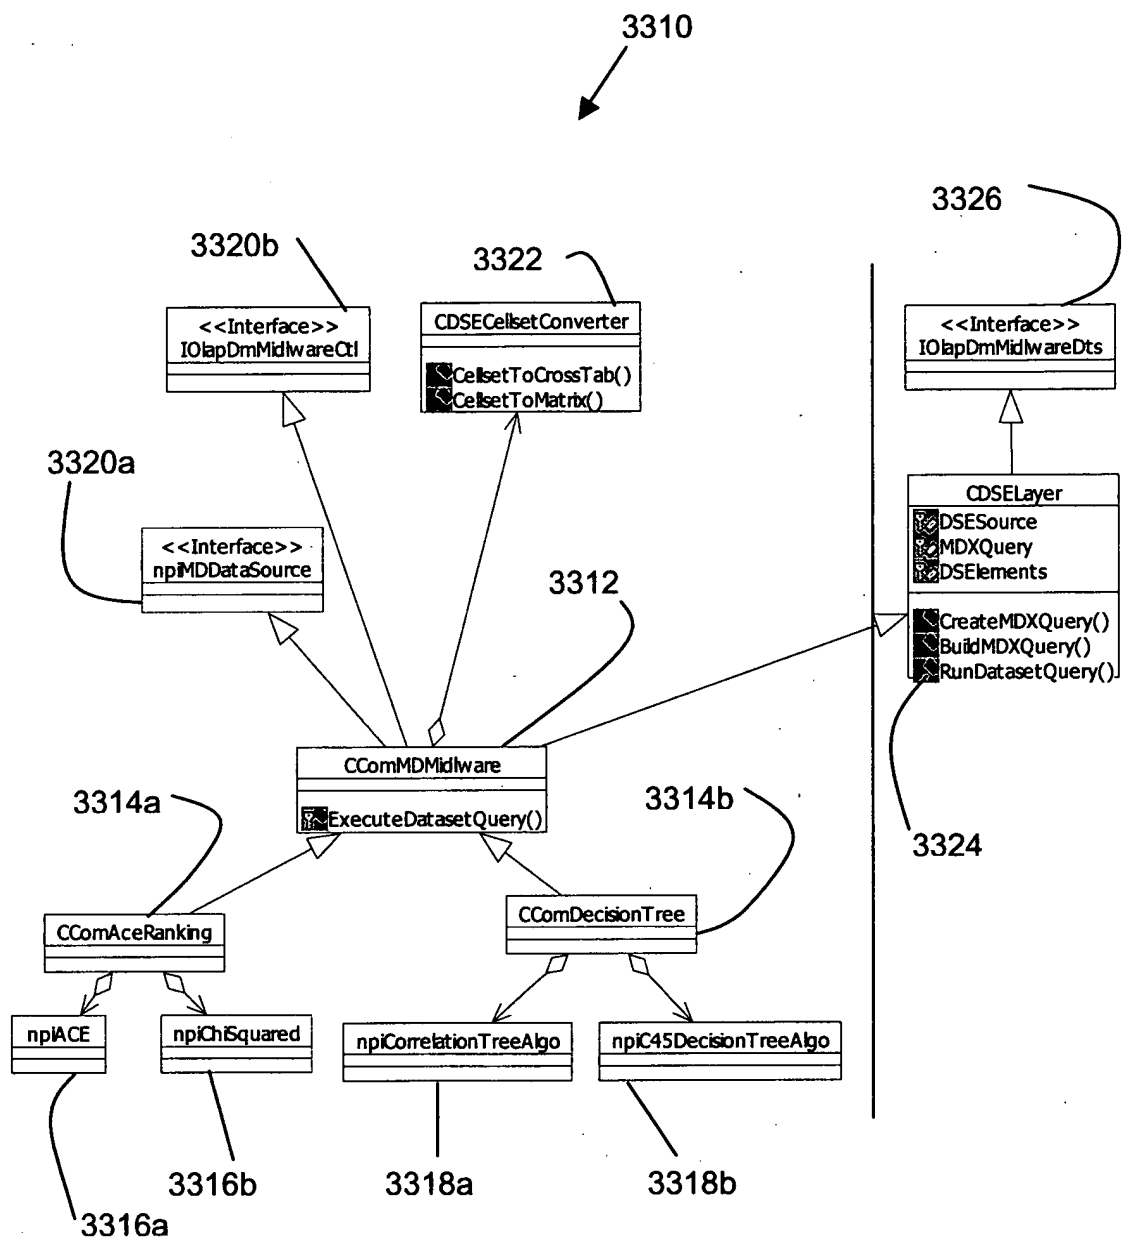 3310
3326
3320b
3322
<<Interface>>
IOlapDmMidlwareCtl
CDSECellsetConverter
CellsetToCrossTab()
CellsetToMatrix()
<<Interface>>
IOlapDmMidlwareDts
3320a
<<Interface>>
npiMDDataSource
3312
CDSELayer
DSESource
MDXQuery
DSElements
CreateMDXQuery()
BuildMDXQuery()
RunDatasetQuery()
CComMDMidlware
ExecuteDatasetQuery()
3314a
3314b
3324
CComAceRanking
CComDecisionTree
npiACE
npiChiSquared
npiCorrelationTreeAlgo
npiC45DecisionTreeAlgo
3316b
3318a
3318b
3316a